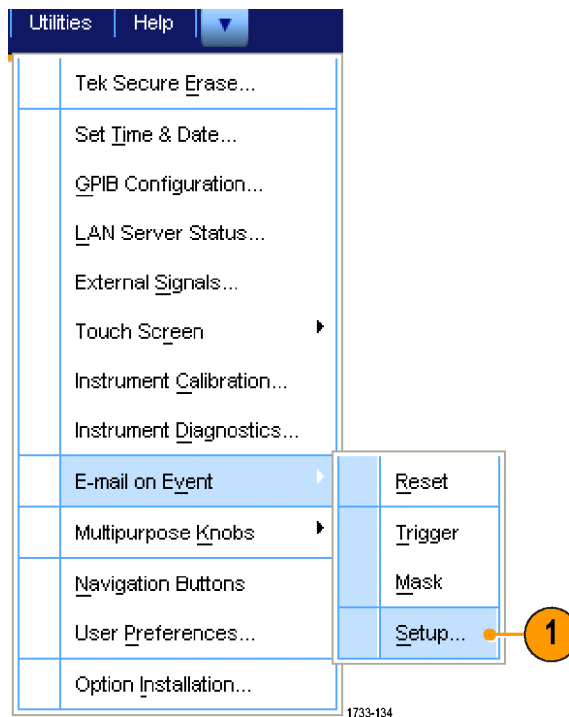 Utilities Help
Tek Secure Erase...
Set Time & Date...
GPIB Configuration...
LAN Server Status...
External Signals...
Touch Screen
Instrument Calibration...
Instrument Diagnostics...
E-mail on Event
Reset
Multipurpose Knobs
Trigger
Navigation Buttons
Mask
User Preferences...
Setup...
1
Option Installation...
1733-134